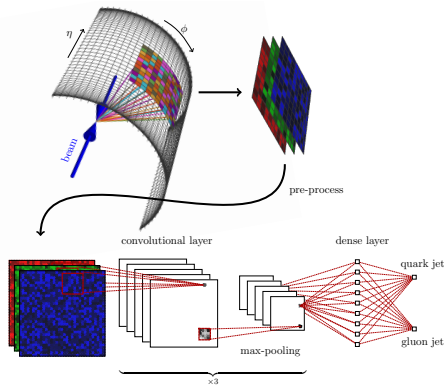 η
ϕ
beam
pre-process
convolutional layer
dense layer
quark jet
gluon jet
max-pooling
×3